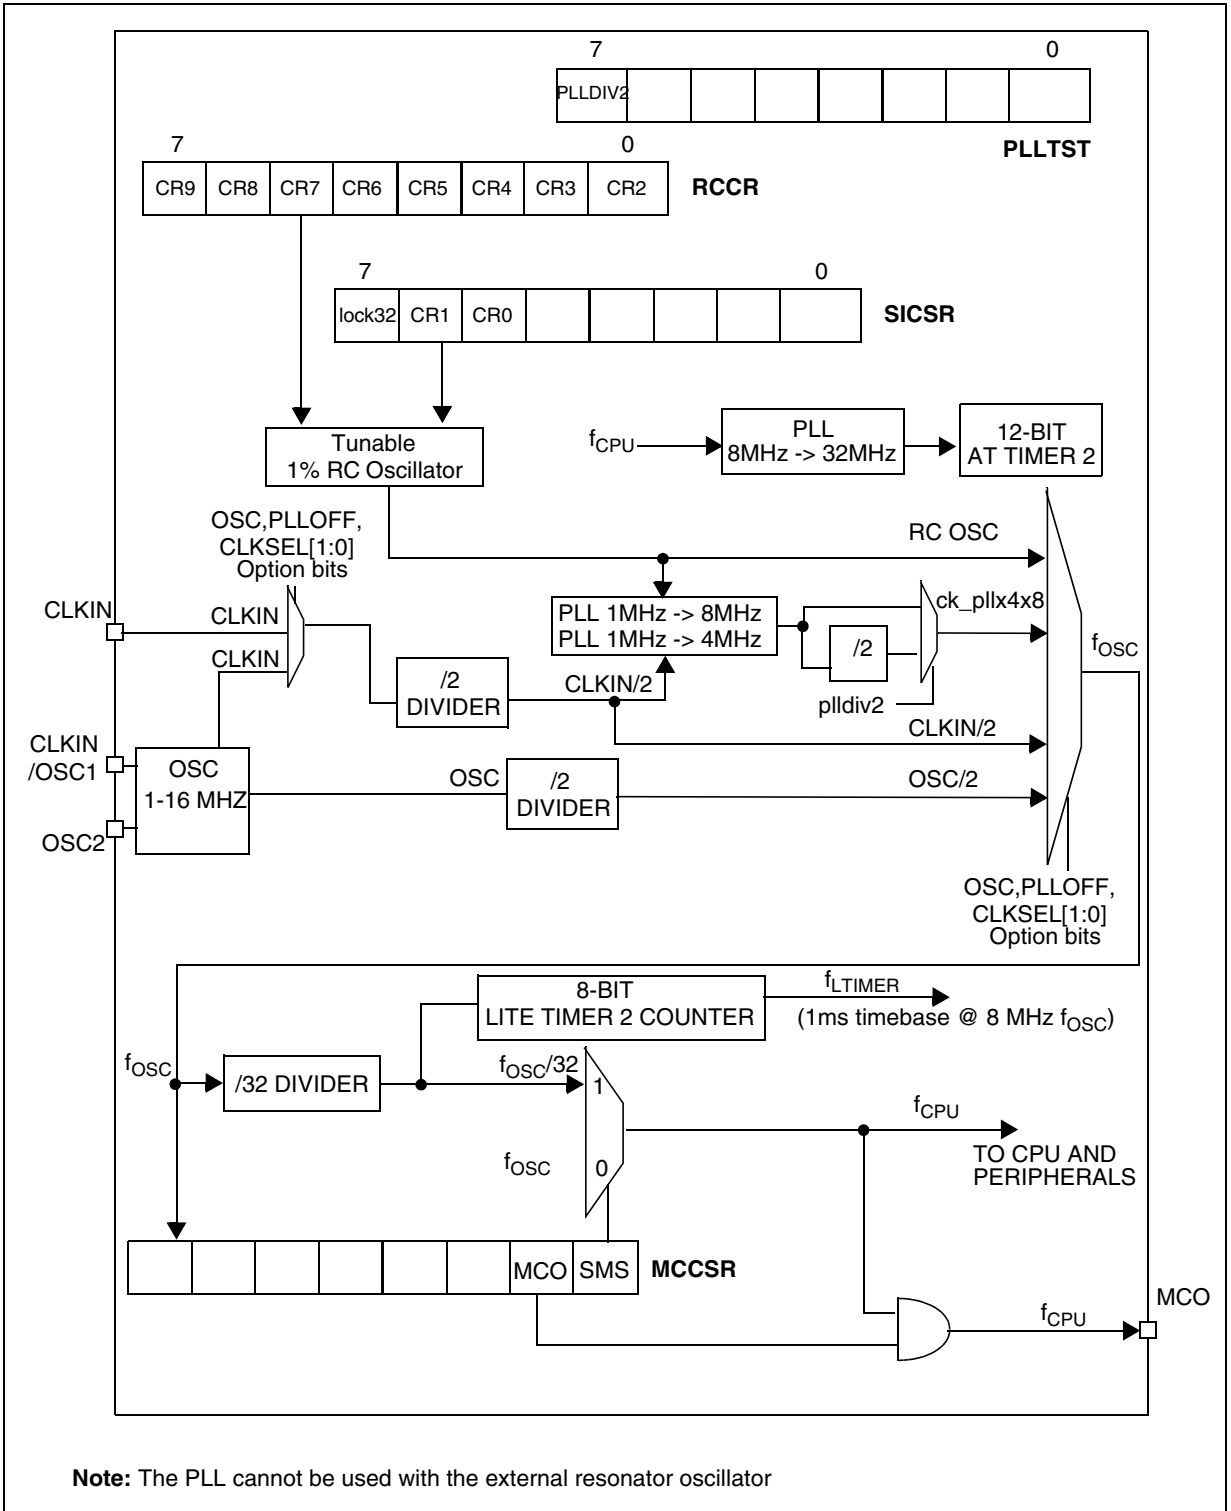 7 0
PLLDIV2
PLLTST
7 0
CR9 CR8 CR7 CR6 CR5 CR4 CR3 CR2 RCCR
7 0
lock32 CR1 CR0 SICSR
Tunable
1% RC Oscillator
fCPU
PLL
8MHz -> 32MHz
12-BIT
AT TIMER 2
OSC,PLLOFF,
CLKSEL[1:0]
Option bits
RC OSC
CLKIN
CLKIN
CLKIN
PLL 1MHz -> 8MHz
PLL 1MHz -> 4MHz
/2
ck_pllx4x8
plldiv2
fOSC
/2
DIVIDER
CLKIN/2
CLKIN/2
CLKIN
/OSC1
OSC2
OSC
1-16 MHZ
OSC
/2
DIVIDER
OSC/2
OSC,PLLOFF,
CLKSEL[1:0]
Option bits
8-BIT
LITE TIMER 2 COUNTER
fLTIMER
(1ms timebase @ 8 MHz fOSC)
fOSC
/32 DIVIDER
fOSC/32
1
fOSC
0
fCPU
TO CPU AND
PERIPHERALS
MCO SMS MCCSR
fCPU
MCO
Note: The PLL cannot be used with the external resonator oscillator